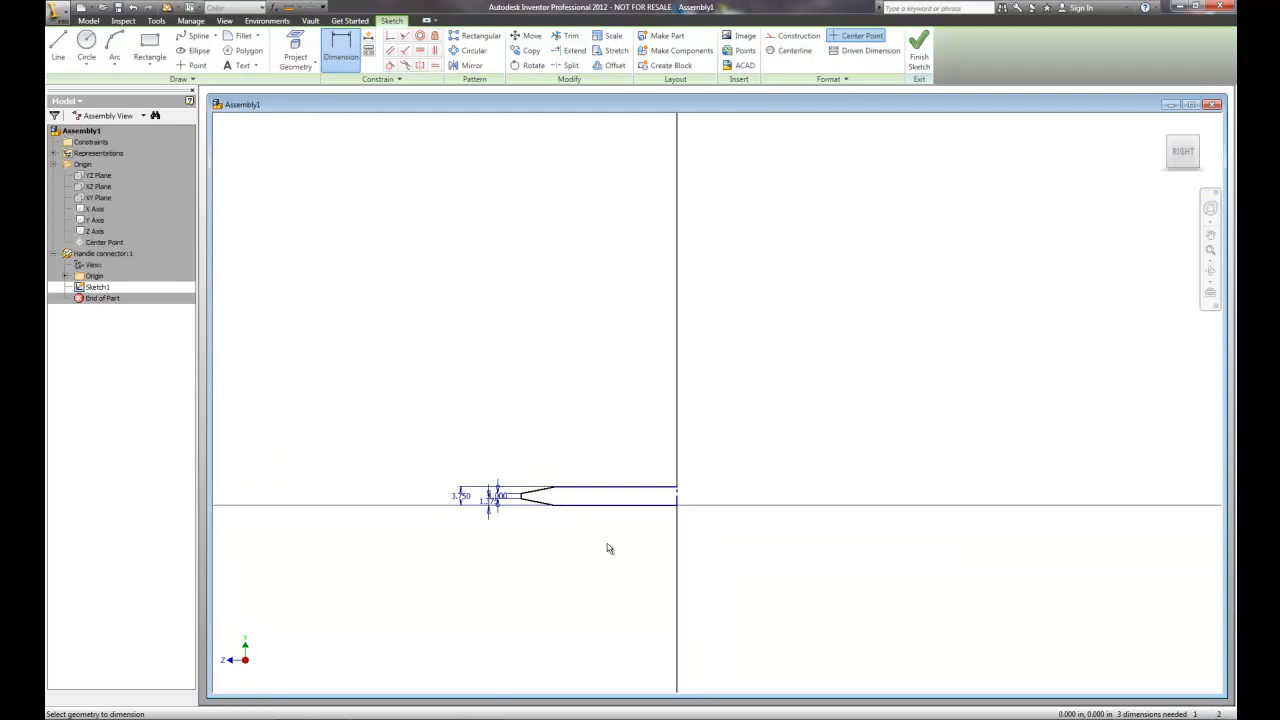 Color
Autodesk Inventor Professional 2012 - NOT FOR RESALE Assembly1
Type a keyword or phrase
Sign In
PRO
Model Inspect Tools Manage View Environments Vault Get Started Sketch
Line Circle Arc Rectangle
Spline Fillet
Ellipse Polygon
Point Text
Project Geometry
Dimension
Rectangular
Circular
Mirror
Move Trim Scale
Copy Extend Stretch
Rotate Split Offset
Make Part
Make Components
Create Block
Image
Points
ACAD
Construction Center Point
Centerline Driven Dimension
Finish Sketch
Draw Constrain Pattern Modify Layout Insert Format Exit
Model
Assembly View
Assembly1
Constraints
Representations
Origin
YZ Plane
XZ Plane
XY Plane
X Axis
Y Axis
Z Axis
Center Point
Handle connector:1
View:
Origin
Sketch1
End of Part
Assembly1
RIGHT
3.750
Y
Z
Select geometry to dimension
0.000 in, 0.000 in 3 dimensions needed 1 2